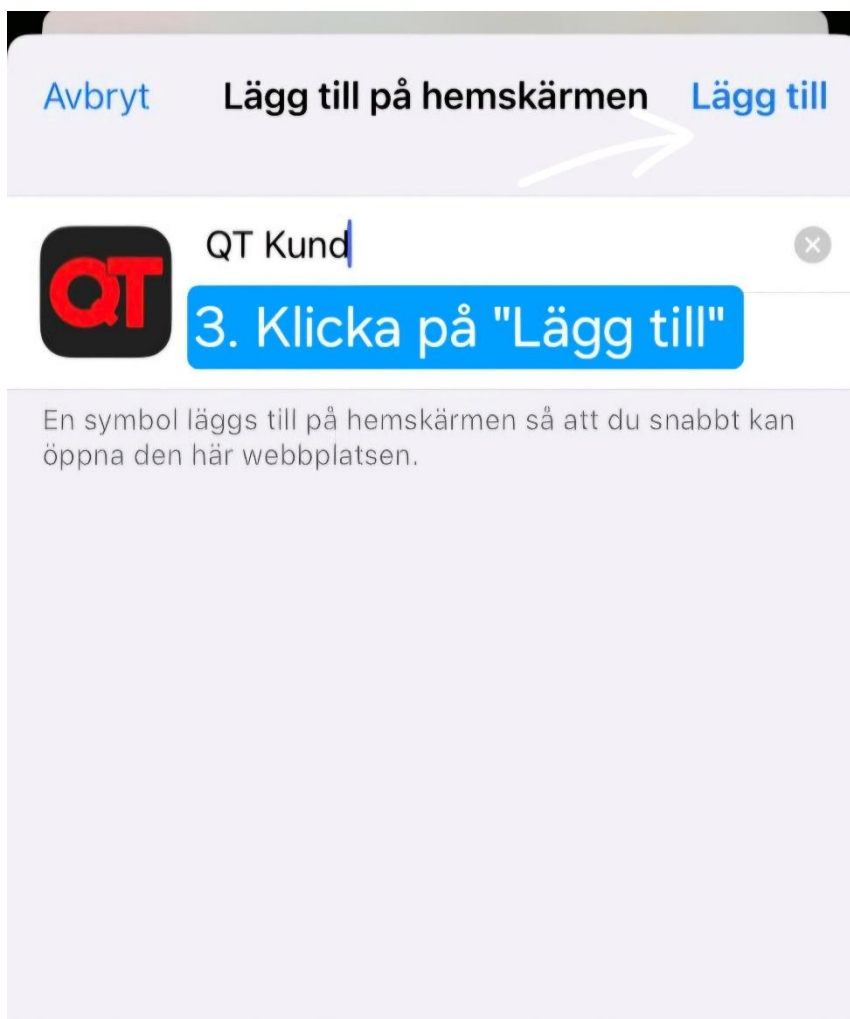 Avbryt Lägg till på hemskärmen Lägg till
QT QT Kund
3. Klicka på "Lägg till"
En symbol läggs till på hemskärmen så att du snabbt kan
öppna den här webbplatsen.